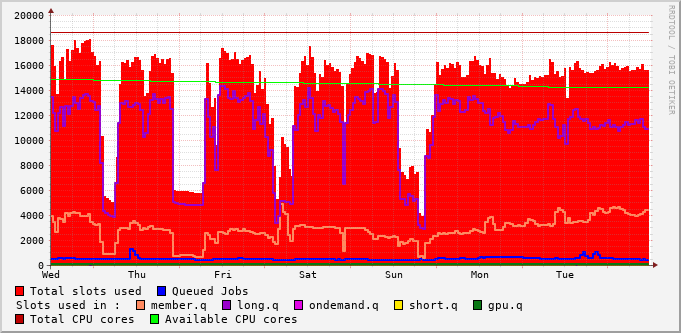 20000
18000
16000
14000
12000
10000
8000
6000
4000
2000
0
Wed Thu Fri Sat Sun Mon Tue
RRDTOOL / TOBI OETIKER
Total slots used Queued Jobs
Slots used in : member.q long.q ondemand.q short.q gpu.q
Total CPU cores Available CPU cores